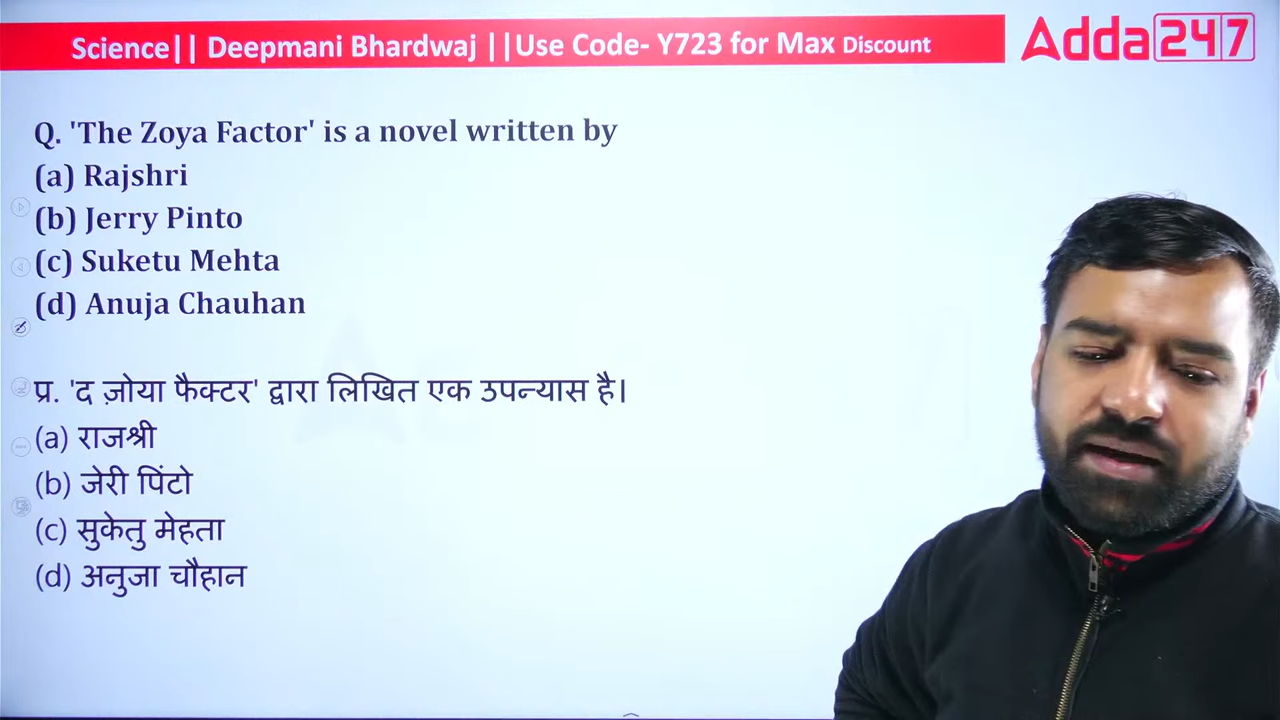 Science|| Deepmani Bhardwaj ||Use Code- Y723 for Max Discount
Adda247
Q. 'The Zoya Factor' is a novel written by
(a) Rajshri
(b) Jerry Pinto
(c) Suketu Mehta
(d) Anuja Chauhan
प्र. 'द ज़ोया फैक्टर' द्वारा लिखित एक उपन्यास है।
(a) राजश्री
(b) जेरी पिंटो
(c) सुकेतु मेहता
(d) अनुजा चौहान